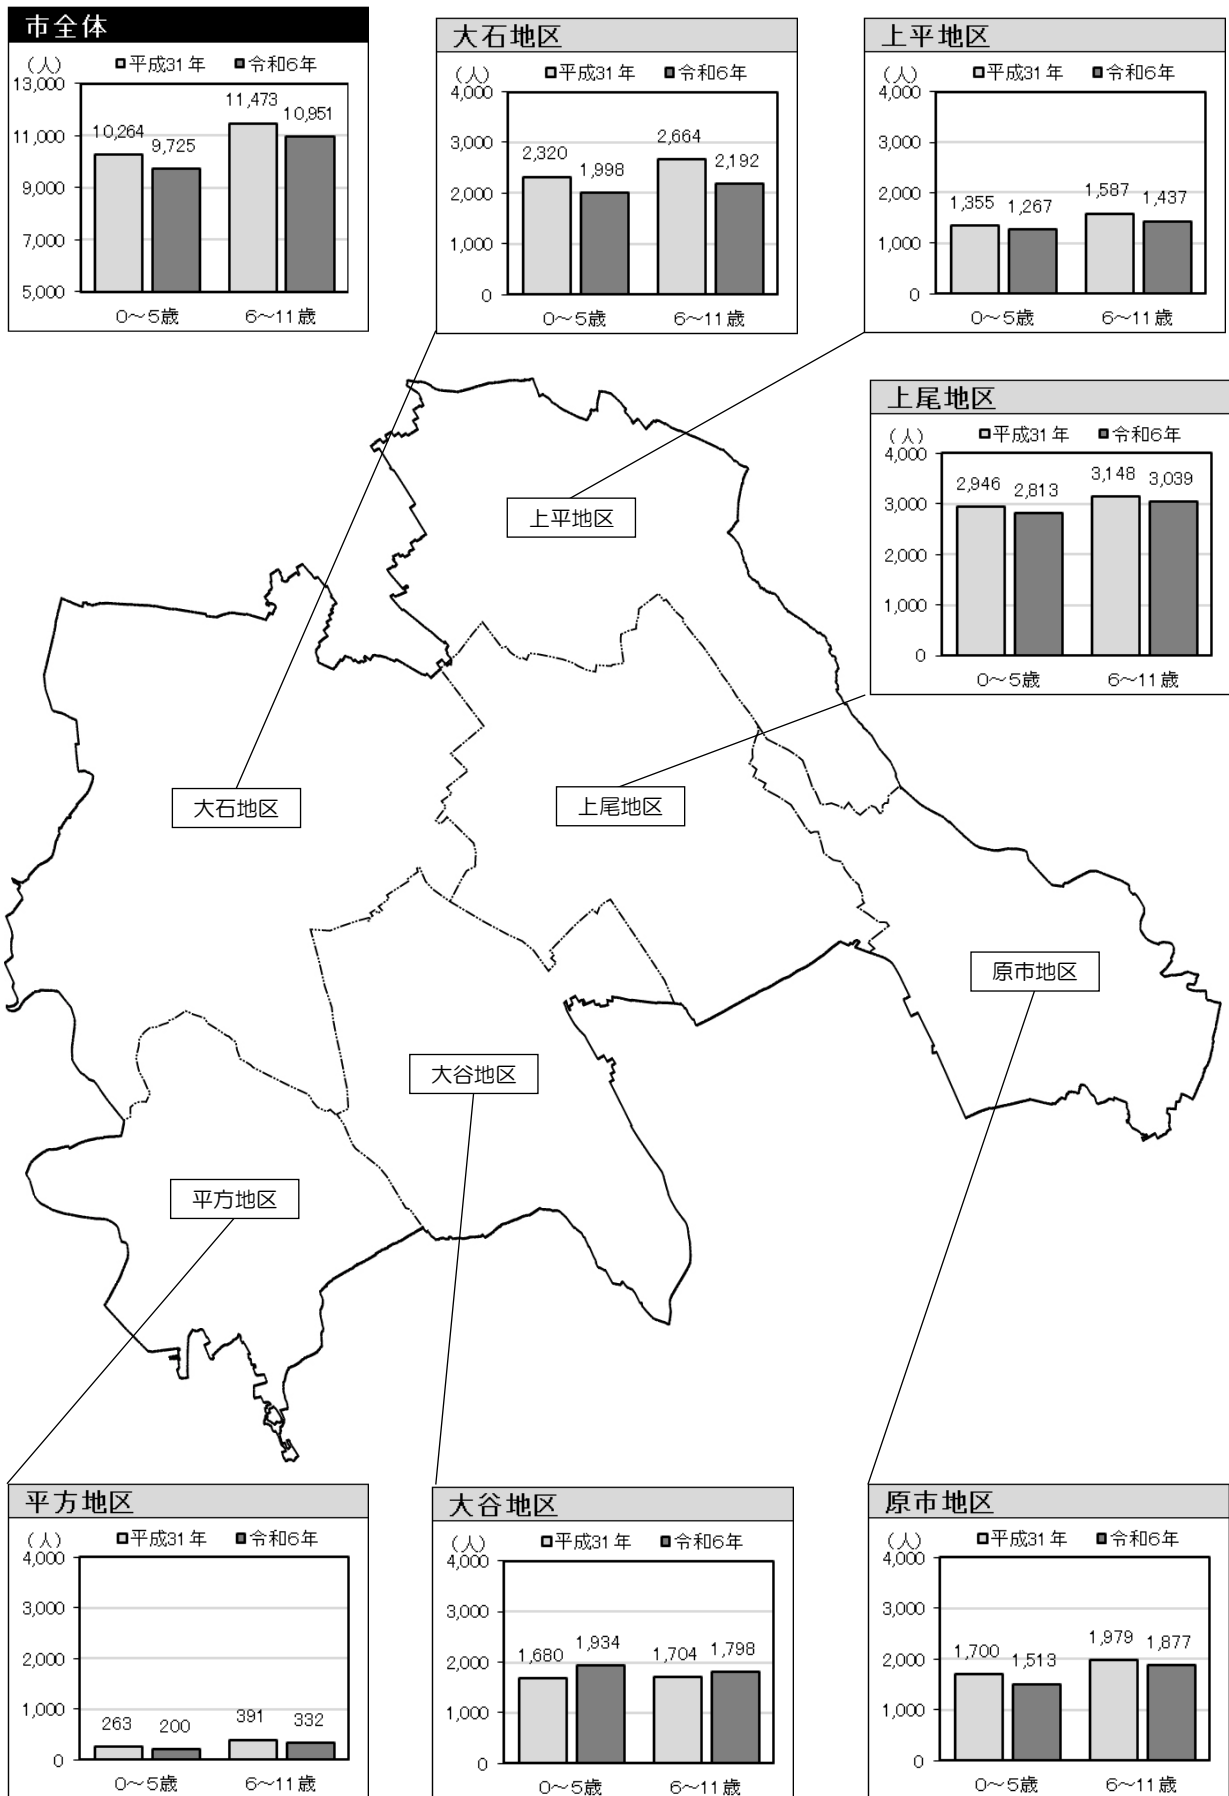 市全体
（人） 平成31年 令和6年
13,000
11,000
9,000
7,000
5,000
10,264 9,725 11,473 10,951
0～5歳 6～11歳
大石地区
（人） 平成31年 令和6年
4,000
3,000
2,000
1,000
0
2,320 1,998 2,664 2,192
0～5歳 6～11歳
上平地区
（人） 平成31年 令和6年
4,000
3,000
2,000
1,000
0
1,355 1,267 1,587 1,437
0～5歳 6～11歳
上尾地区
（人） 平成31年 令和6年
4,000
3,000
2,000
1,000
0
2,946 2,813 3,148 3,039
0～5歳 6～11歳
上平地区
大石地区
上尾地区
原市地区
大谷地区
平方地区
平方地区
（人） 平成31年 令和6年
4,000
3,000
2,000
1,000
0
263 200 391 332
0～5歳 6～11歳
大谷地区
（人） 平成31年 令和6年
4,000
3,000
2,000
1,000
0
1,680 1,934 1,704 1,798
0～5歳 6～11歳
原市地区
（人） 平成31年 令和6年
4,000
3,000
2,000
1,000
0
1,700 1,513 1,979 1,877
0～5歳 6～11歳